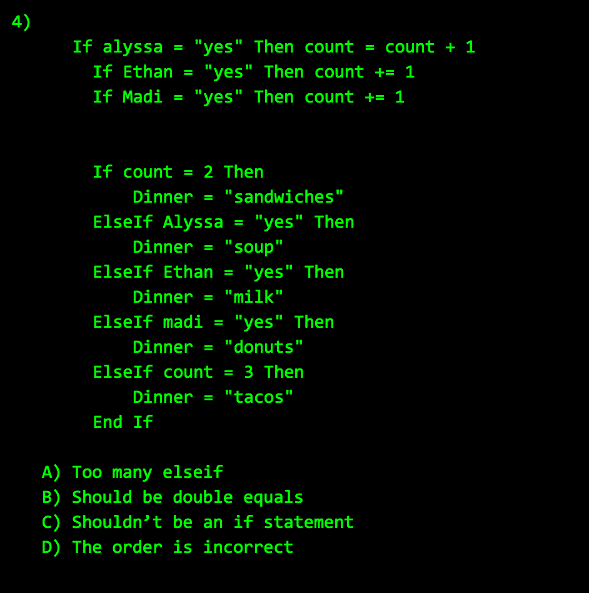 4)
If alyssa = "yes" Then count = count + 1
If Ethan = "yes" Then count += 1
If Madi = "yes" Then count += 1
If count = 2 Then
Dinner = "sandwiches"
ElseIf Alyssa = "yes" Then
Dinner = "soup"
ElseIf Ethan = "yes" Then
Dinner = "milk"
ElseIf madi = "yes" Then
Dinner = "donuts"
ElseIf count = 3 Then
Dinner = "tacos"
End If
A) Too many elseif
B) Should be double equals
C) Shouldn’t be an if statement
D) The order is incorrect